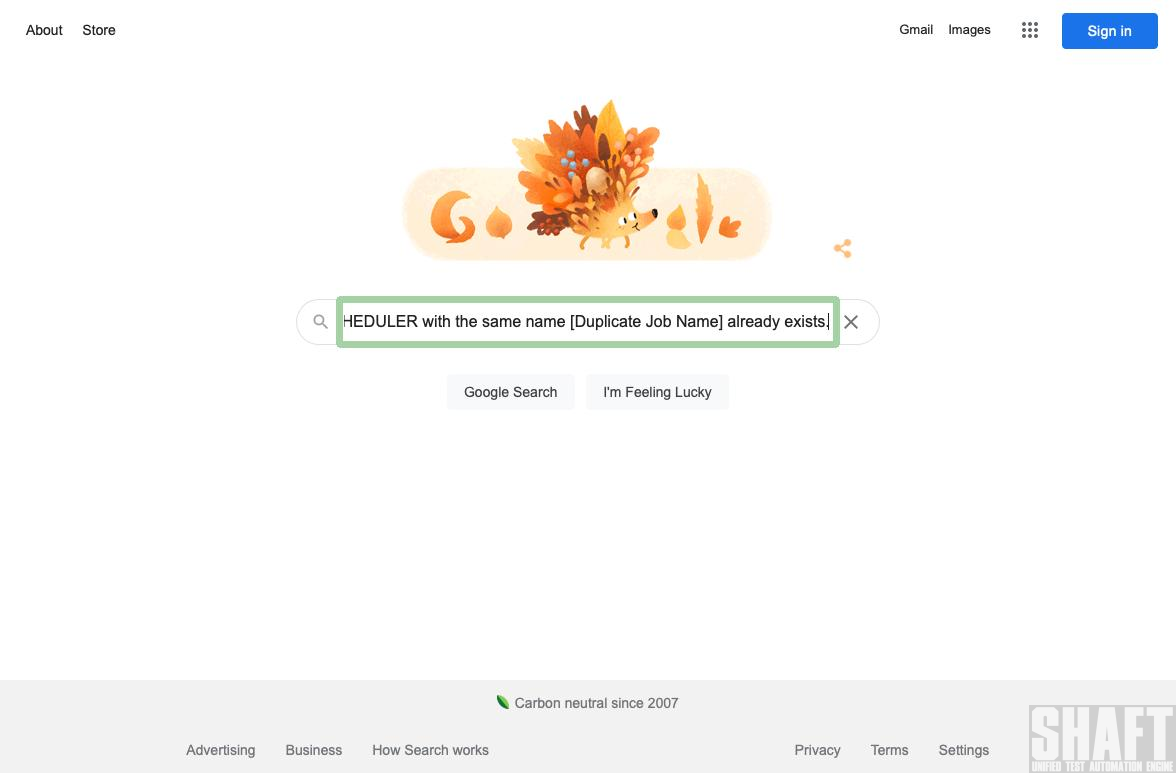 About Store
Gmail Images Sign in
HEDULER with the same name [Duplicate Job Name] already exists.
Google Search I'm Feeling Lucky
Carbon neutral since 2007
Advertising Business How Search works
Privacy Terms Settings
SHAFT
UNIFIED TEST AUTOMATION ENGINE